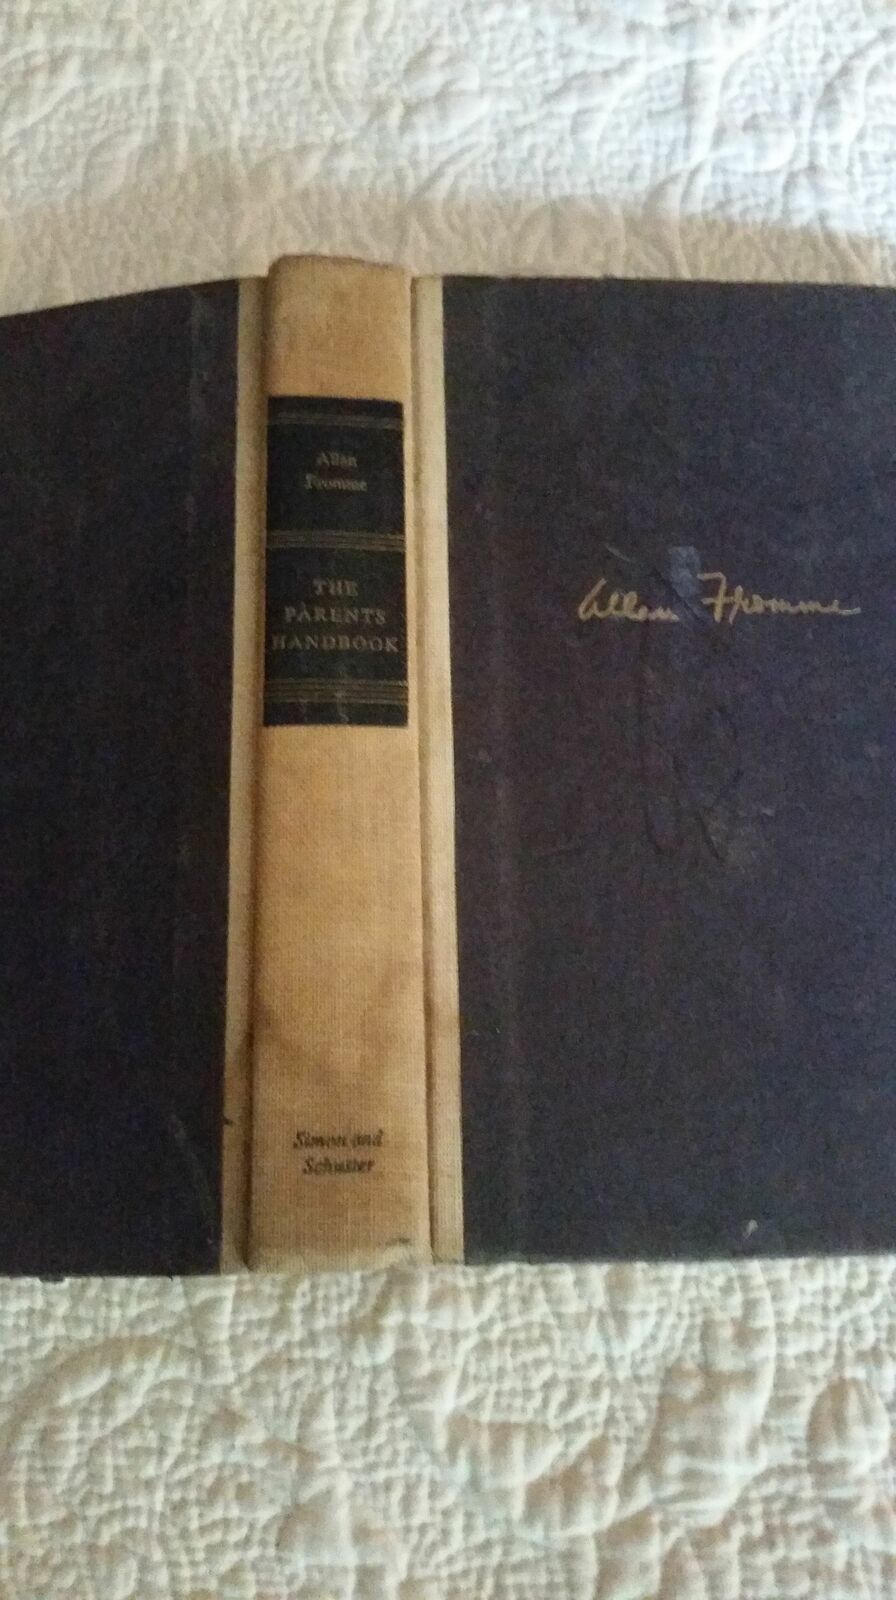 Allan
Fromme
THE
PARENTS
HANDBOOK
Simon and
Schuster
Allan Fromme